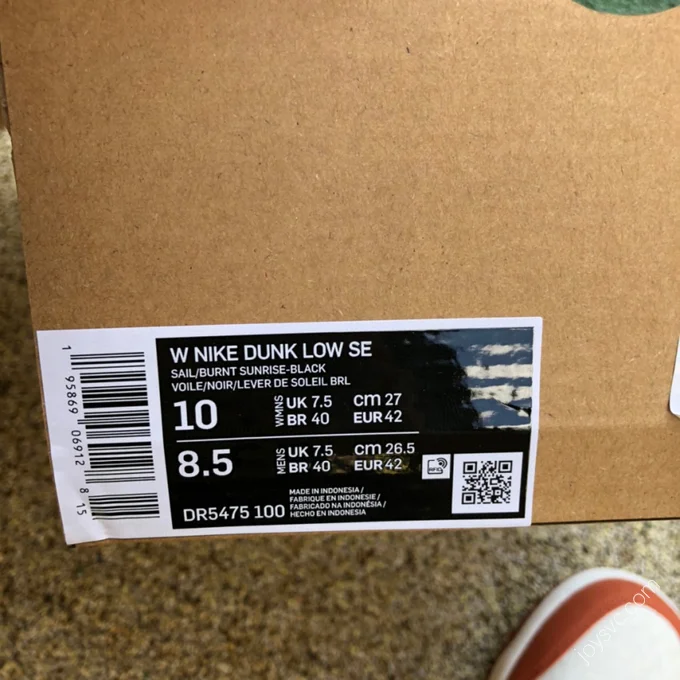 W NIKE DUNK LOW SE
SAIL/BURNT SUNRISE-BLACK
VOILE/NOIR/LEVER DE SOLEIL BRL
10 WMNS UK 7.5 cm 27
BR 40 EUR 42
8.5 MENS UK 7.5 cm 26.5
BR 40 EUR 42
RFID
DR5475 100
MADE IN INDONESIA /
FABRIQUE EN INDONESIE /
FABRICADO NA INDONÉSIA /
HECHO EN INDONESIA
1 95869 06912 8 15
joysvc.com